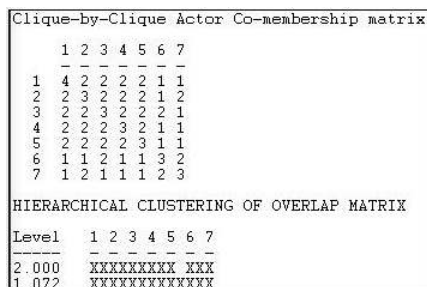 Clique-by-Clique Actor Co-membership matrix
1 2 3 4 5 6 7
- - - - - - -
1 4 2 2 2 2 1 1
2 2 3 2 2 2 1 2
3 2 2 3 2 2 2 1
4 2 2 2 3 2 1 1
5 2 2 2 2 3 1 1
6 1 1 2 1 1 3 2
7 1 2 1 1 1 2 3
HIERARCHICAL CLUSTERING OF OVERLAP MATRIX
Level 1 2 3 4 5 6 7
----- - - - - - - -
2.000 XXXXXXXXX XXX
1.072 XXXXXXXXXXXXX